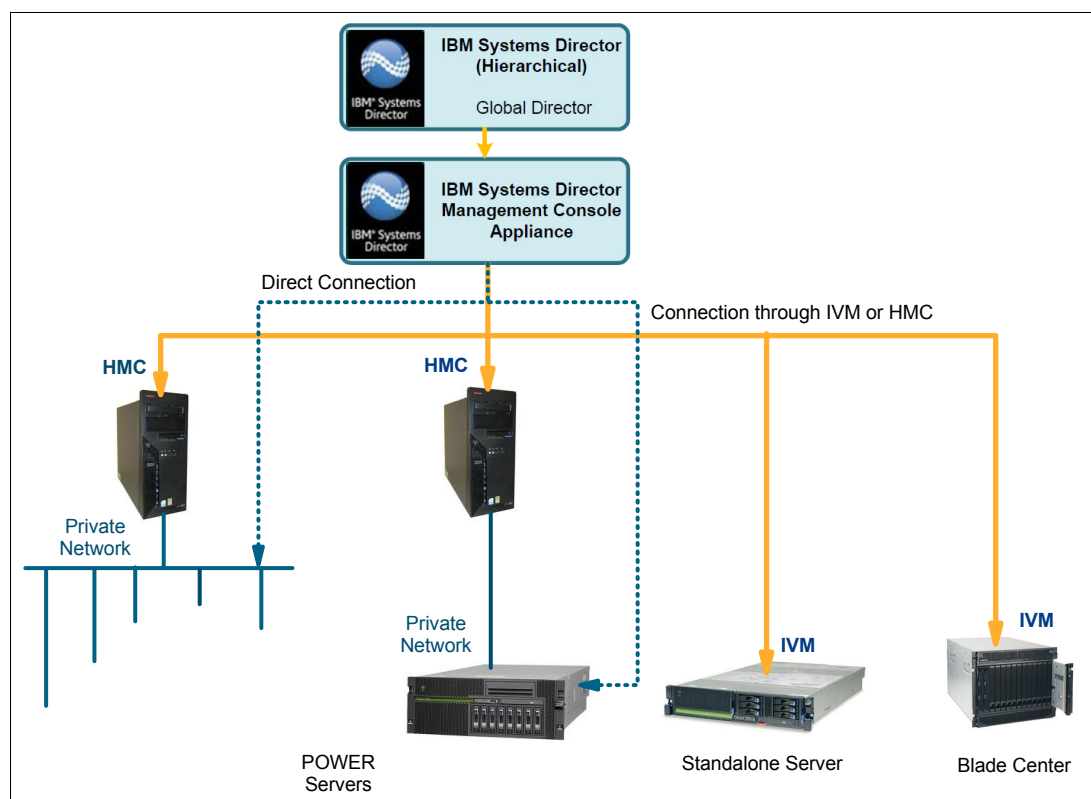 IBM Systems Director
(Hierarchical)
Global Director
IBM® Systems
Director
IBM Systems Director
Management Console
Appliance
IBM® Systems
Director
Direct Connection
Connection through IVM or HMC
HMC
HMC
Private
Network
Private
Network
IVM
IVM
POWER
Servers
Standalone Server
Blade Center